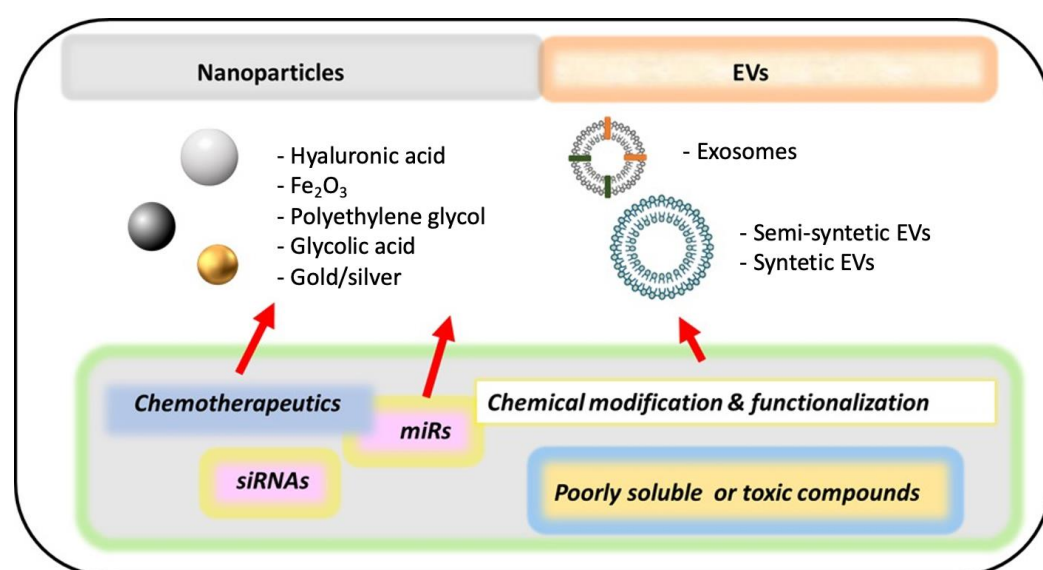 Nanoparticles
EVs
- Hyaluronic acid
- Fe₂O₃
- Polyethylene glycol
- Glycolic acid
- Gold/silver
- Exosomes
- Semi-syntetic EVs
- Syntetic EVs
Chemotherapeutics
Chemical modification & functionalization
miRs
siRNAs
Poorly soluble or toxic compounds